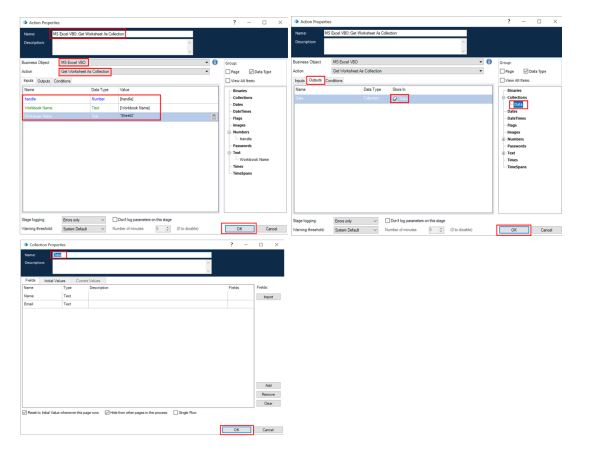 Action Properties
Name: MS Excel VBO::Get Worksheet As Collection
Description:
Business Object MS Excel VBO
Action Get Worksheet As Collection
Inputs Outputs Conditions
Name Data Type Value
handle Number [handle]
Workbook Name Text [Workbook Name]
Worksheet Name Text "Sheet1"
Group:
Page Data Type
View All Items
Binaries
Collections
Dates
DateTimes
Flags
Images
Numbers
handle
Passwords
Text
Workbook Name
Times
TimeSpans
Stage logging: Errors only Don't log parameters on this stage
Warning threshold: System Default Number of minutes 5 (0 to disable)
OK Cancel
Action Properties
Name: MS Excel VBO::Get Worksheet As Collection
Description:
Business Object MS Excel VBO
Action Get Worksheet As Collection
Inputs Outputs Conditions
Name Data Type Store In
Data Collection
Group:
Page Data Type
View All Items
Binaries
Collections
Data
Dates
DateTimes
Flags
Images
Numbers
Passwords
Text
Times
TimeSpans
Stage logging: Errors only Don't log parameters on this stage
Warning threshold: System Default Number of minutes 5 (0 to disable)
OK Cancel
Collection Properties
Name: Data
Description:
Fields Initial Values Current Values
Name Type Description Fields
Name Text
Email Text
Fields:
Import
Add
Remove
Clear
Reset to Initial Value whenever this page runs Hide from other pages in the process Single Row
OK Cancel